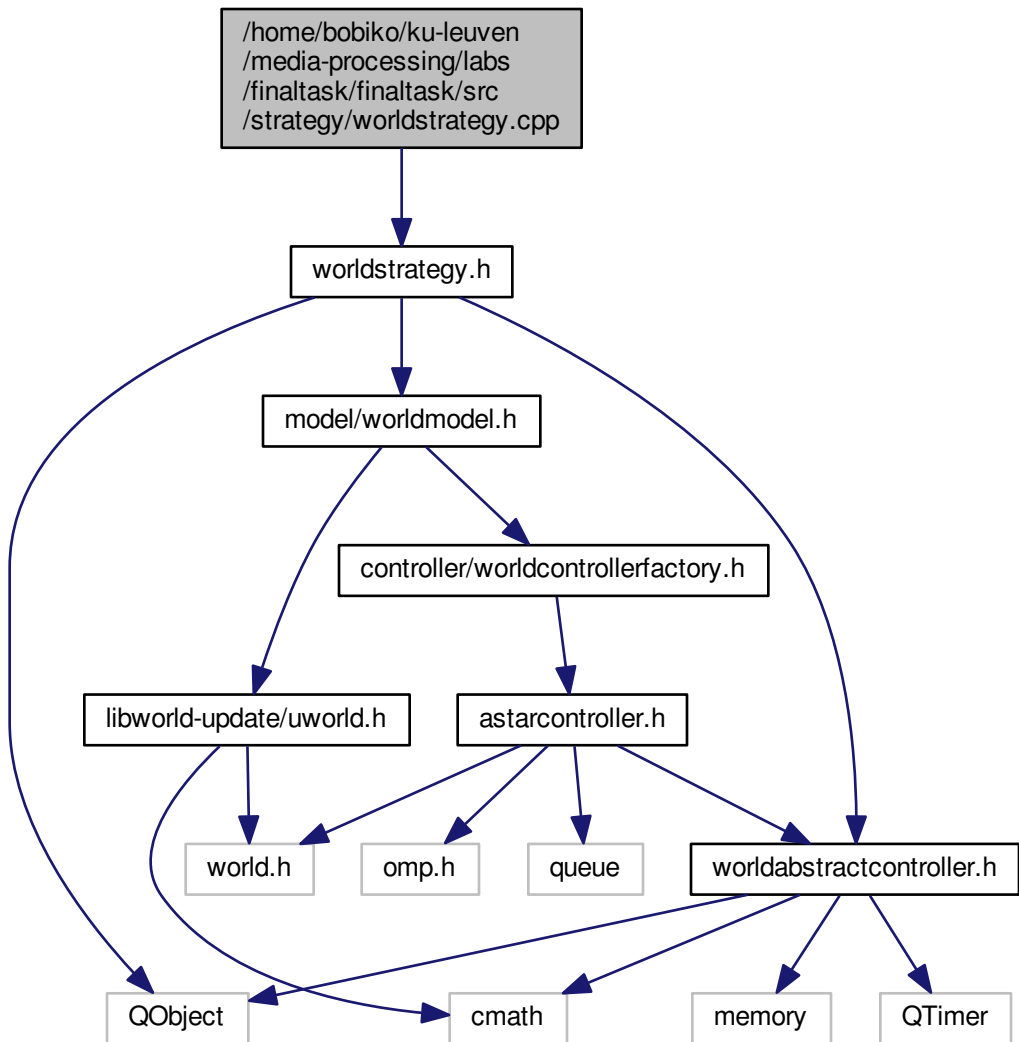 /home/bobiko/ku-leuven
/media-processing/labs
/finaltask/finaltask/src
/strategy/worldstrategy.cpp
worldstrategy.h
model/worldmodel.h
controller/worldcontrollerfactory.h
libworld-update/uworld.h
astarcontroller.h
world.h
omp.h
queue
worldabstractcontroller.h
QObject
cmath
memory
QTimer